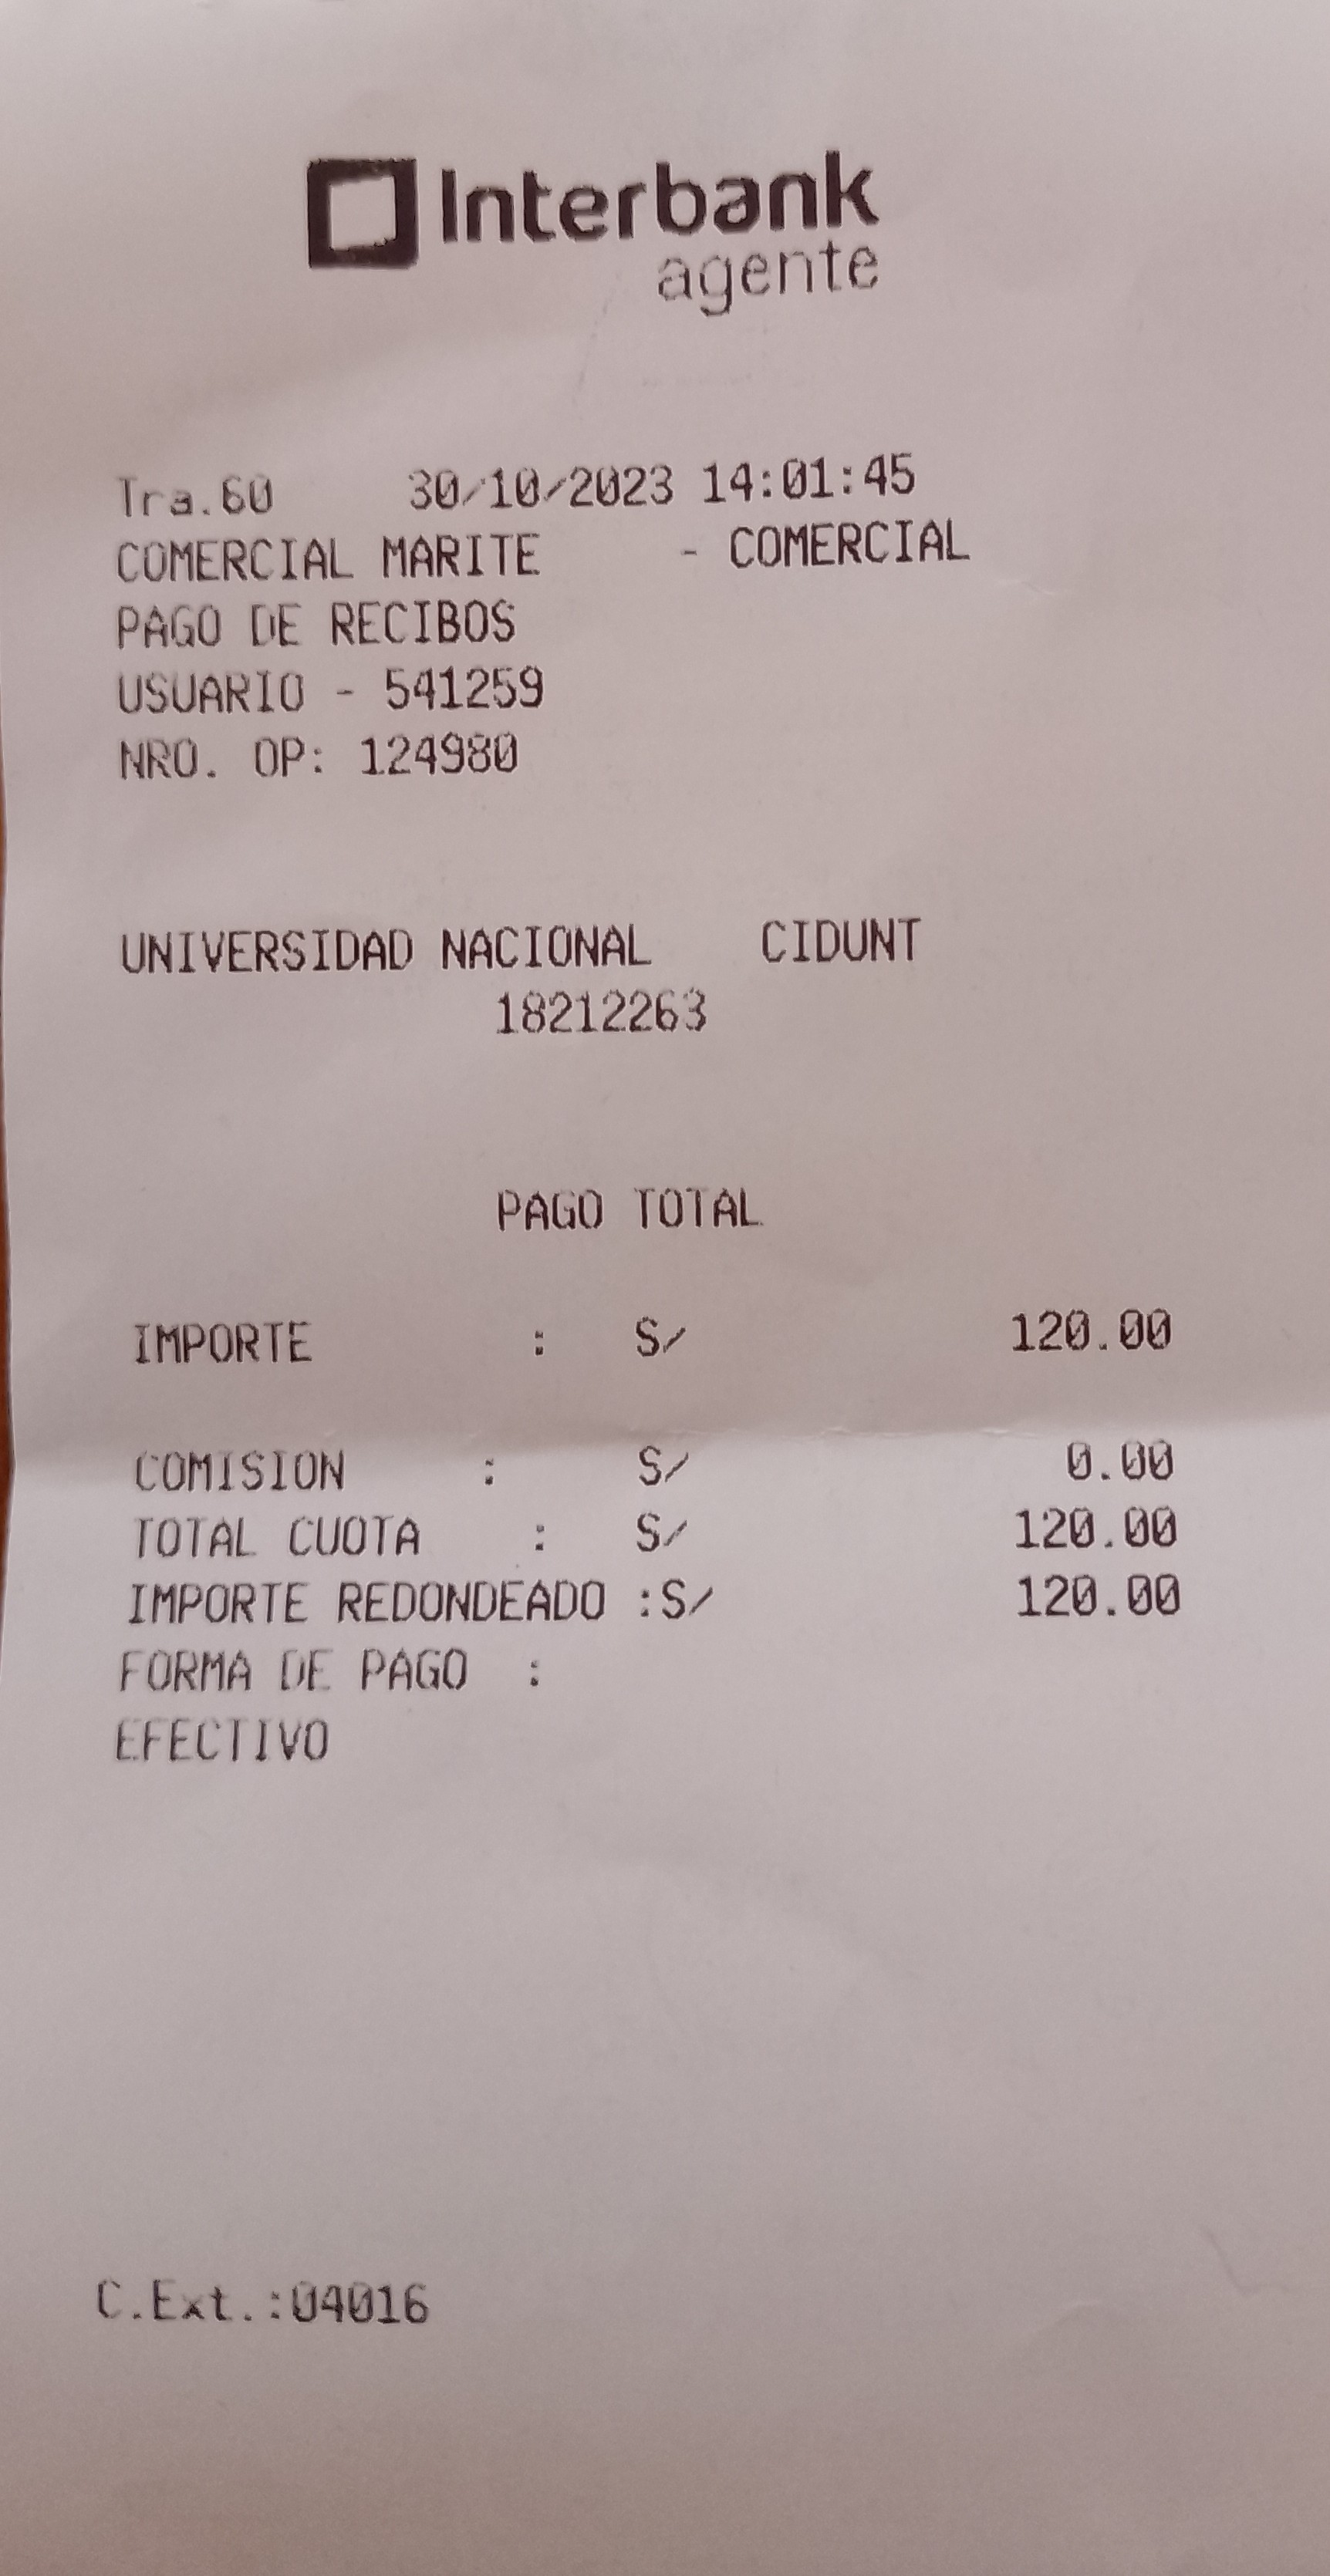 Interbank
agente
Tra.60 30/10/2023 14:01:45
COMERCIAL MARITE - COMERCIAL
PAGO DE RECIBOS
USUARIO - 541259
NRO. OP: 124980
UNIVERSIDAD NACIONAL CIDUNT
18212263
PAGO TOTAL
IMPORTE : S/ 120.00
COMISION : S/ 0.00
TOTAL CUOTA : S/ 120.00
IMPORTE REDONDEADO :S/ 120.00
FORMA DE PAGO :
EFECTIVO
C.Ext.:04016